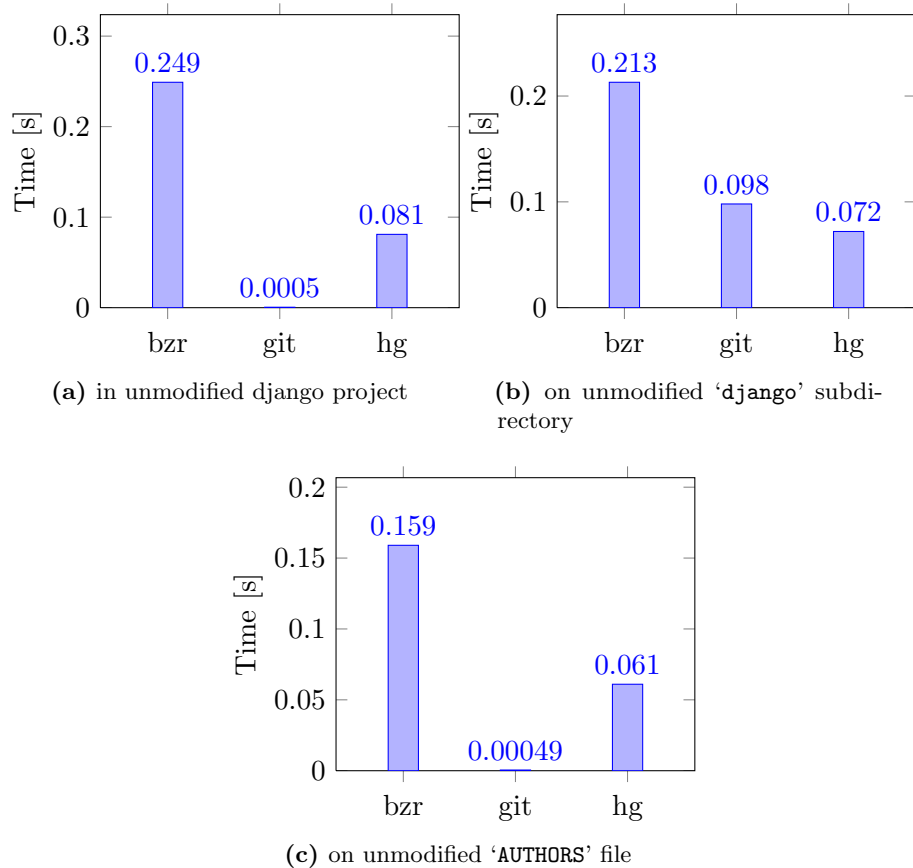 Time [s]
0.3
0.2
0.1
0
0.249
0.0005
0.081
bzr git hg
(a) in unmodified django project
Time [s]
0.2
0.1
0
0.213
0.098
0.072
bzr git hg
(b) on unmodified ‘django’ subdi-
rectory
Time [s]
0.2
0.15
0.1
0.05
0
0.159
0.00049
0.061
bzr git hg
(c) on unmodified ‘AUTHORS’ file